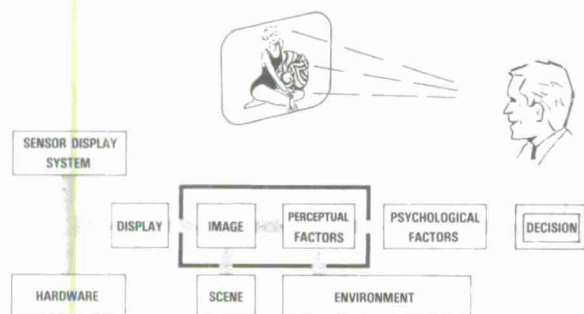 SENSOR DISPLAY
SYSTEM
DISPLAY
IMAGE
PERCEPTUAL
FACTORS
PSYCHOLOGICAL
FACTORS
DECISION
HARDWARE
SCENE
ENVIRONMENT